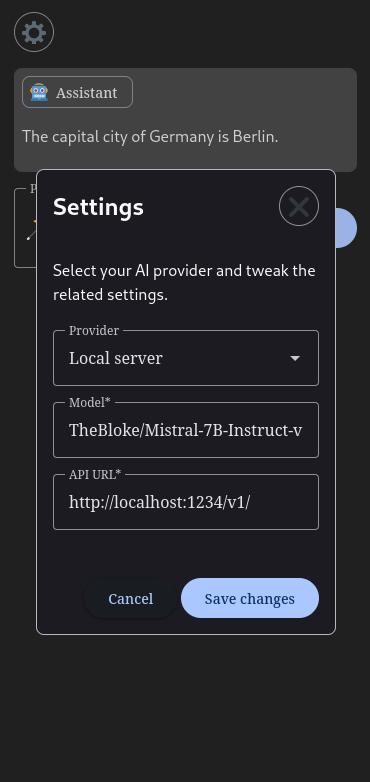 Assistant
The capital city of Germany is Berlin.
Settings
Select your AI provider and tweak the
related settings.
Provider
Local server
Model*
TheBloke/Mistral-7B-Instruct-v
API URL*
http://localhost:1234/v1/
Cancel
Save changes